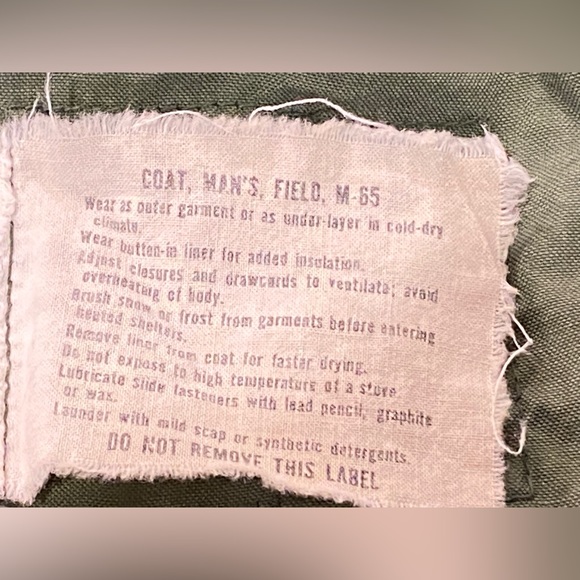 COAT, MAN'S, FIELD, M-65
Wear as outer garment or as under-layer in cold-dry
climate.
Wear button-in liner for added insulation.
Adjust closures and drawcords to ventilate; avoid
overheating of body.
Brush snow or frost from garments before entering
heated shelters.
Remove liner from coat for faster drying.
Do not expose to high temperature of a stove
Lubricate slide fasteners with lead pencil, graphite
or wax.
Launder with mild soap or synthetic detergents.
DO NOT REMOVE THIS LABEL